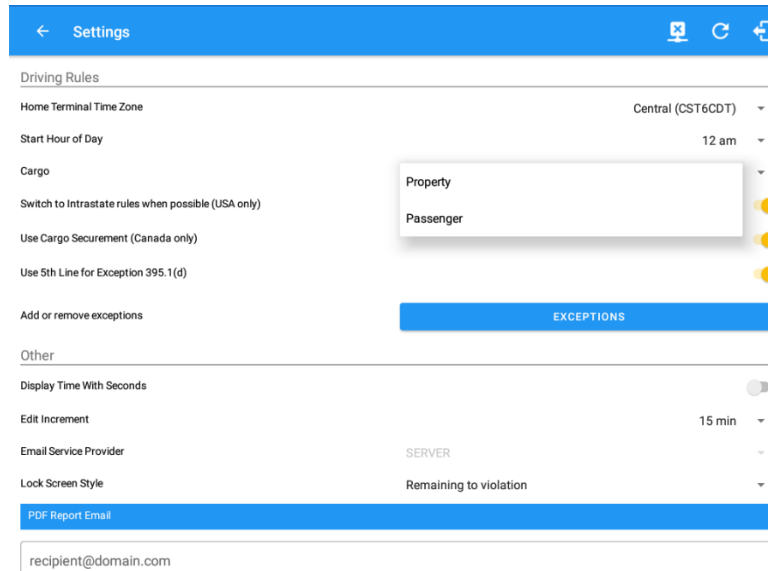 Settings
Driving Rules
Home Terminal Time Zone
Central (CST6CDT)
Start Hour of Day
12 am
Cargo
Property
Passenger
Switch to Intrastate rules when possible (USA only)
Use Cargo Securement (Canada only)
Use 5th Line for Exception 395.1(d)
Add or remove exceptions
EXCEPTIONS
Other
Display Time With Seconds
Edit Increment
15 min
Email Service Provider
SERVER
Lock Screen Style
Remaining to violation
PDF Report Email
recipient@domain.com